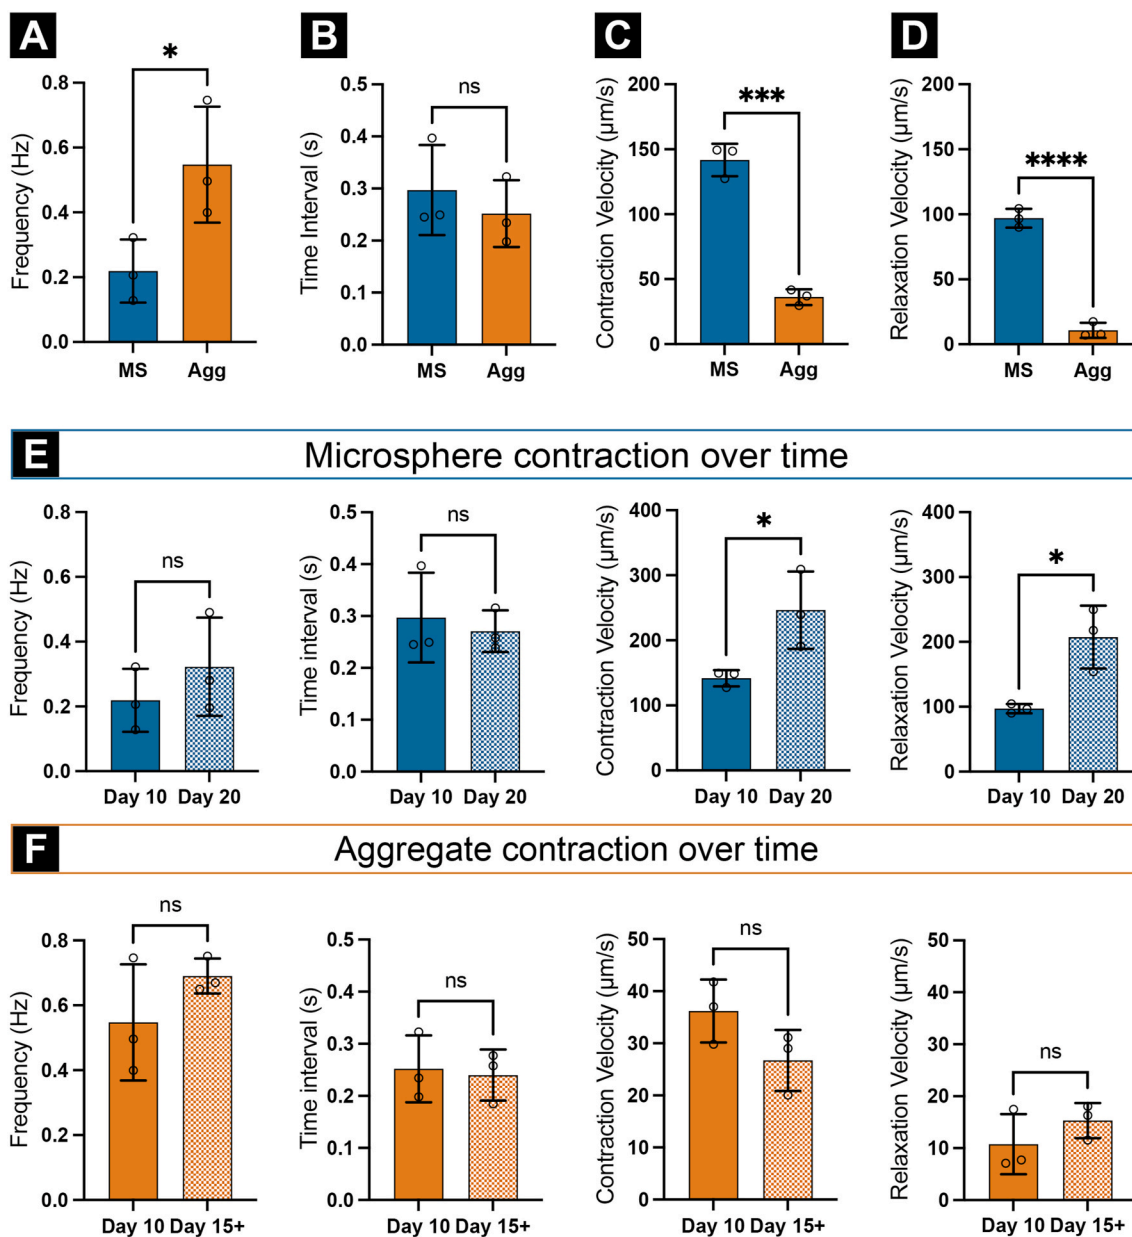 A
B
C
D
*
ns
***
****
Frequency (Hz)
0.8
0.6
0.4
0.2
0.0
MS Agg
Time Interval (s)
0.5
0.4
0.3
0.2
0.1
0.0
MS Agg
Contraction Velocity (µm/s)
200
150
100
50
0
MS Agg
Relaxation Velocity (µm/s)
200
150
100
50
0
MS Agg
E Microsphere contraction over time
Frequency (Hz)
0.8
0.6
0.4
0.2
0.0
ns
Day 10 Day 20
Time interval (s)
0.5
0.4
0.3
0.2
0.1
0.0
ns
Day 10 Day 20
Contraction Velocity (µm/s)
400
300
200
100
0
*
Day 10 Day 20
Relaxation Velocity (µm/s)
400
300
200
100
0
*
Day 10 Day 20
F Aggregate contraction over time
Frequency (Hz)
0.8
0.6
0.4
0.2
0.0
ns
Day 10 Day 15+
Time interval (s)
0.5
0.4
0.3
0.2
0.1
0.0
ns
Day 10 Day 15+
Contraction Velocity (µm/s)
50
40
30
20
10
0
ns
Day 10 Day 15+
Relaxation Velocity (µm/s)
50
40
30
20
10
0
ns
Day 10 Day 15+